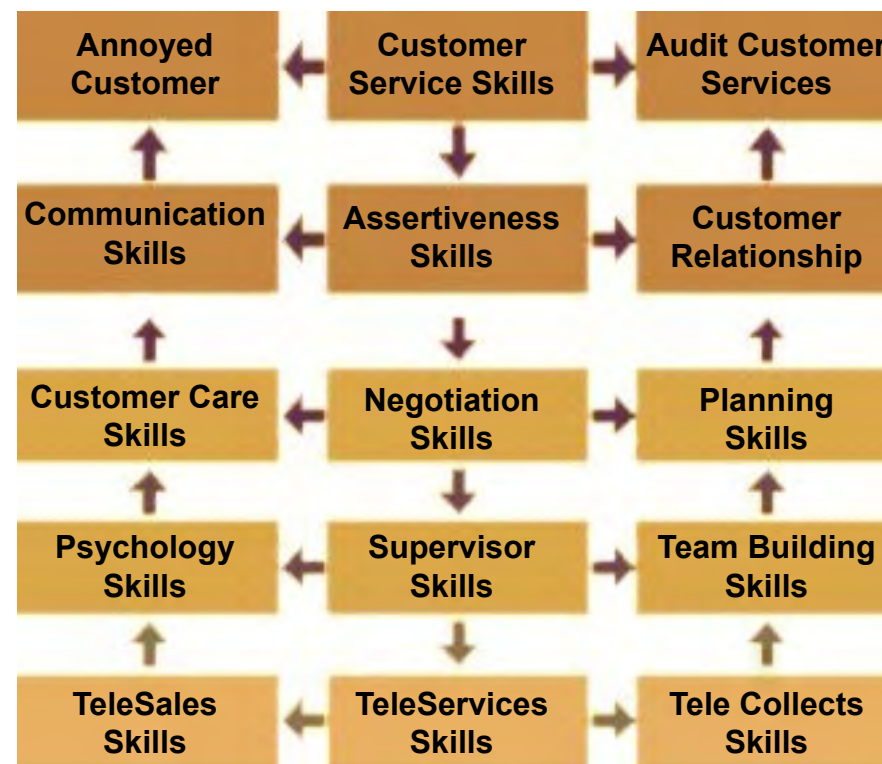 Annoyed
Customer
Customer
Service Skills
Audit Customer
Services
Communication
Skills
Assertiveness
Skills
Customer
Relationship
Customer Care
Skills
Negotiation
Skills
Planning
Skills
Psychology
Skills
Supervisor
Skills
Team Building
Skills
TeleSales
Skills
TeleServices
Skills
Tele Collects
Skills